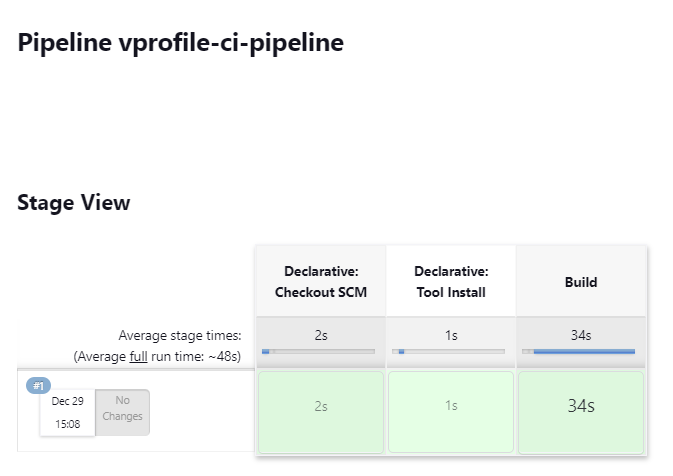 Pipeline vprofile-ci-pipeline
Stage View
Declarative:
Checkout SCM
Declarative:
Tool Install
Build
Average stage times:
2s
1s
34s
(Average full run time: ~48s)
#1
Dec 29
15:08
No
Changes
2s
1s
34s